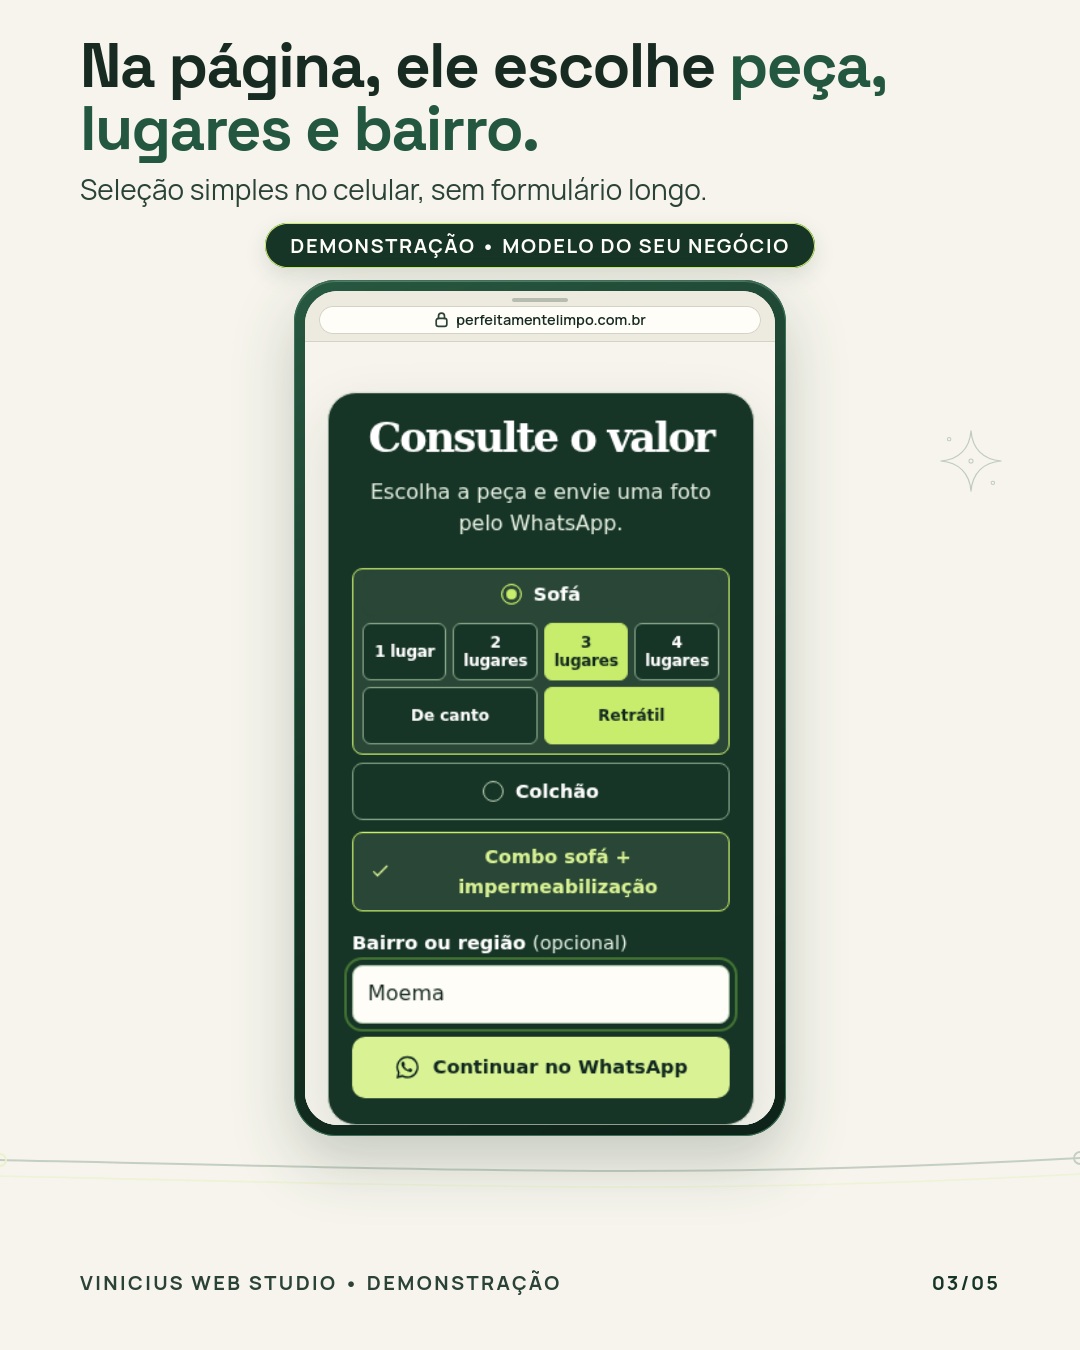 Na página, ele escolhe peça,
lugares e bairro.
Seleção simples no celular, sem formulário longo.
DEMONSTRAÇÃO • MODELO DO SEU NEGÓCIO
perfeitamentelimpo.com.br
Consulte o valor
Escolha a peça e envie uma foto
pelo WhatsApp.
Sofá
1 lugar
2
lugares
3
lugares
4
lugares
De canto
Retrátil
Colchão
Combo sofá +
impermeabilização
Bairro ou região (opcional)
Moema
Continuar no WhatsApp
VINICIUS WEB STUDIO • DEMONSTRAÇÃO
03/05